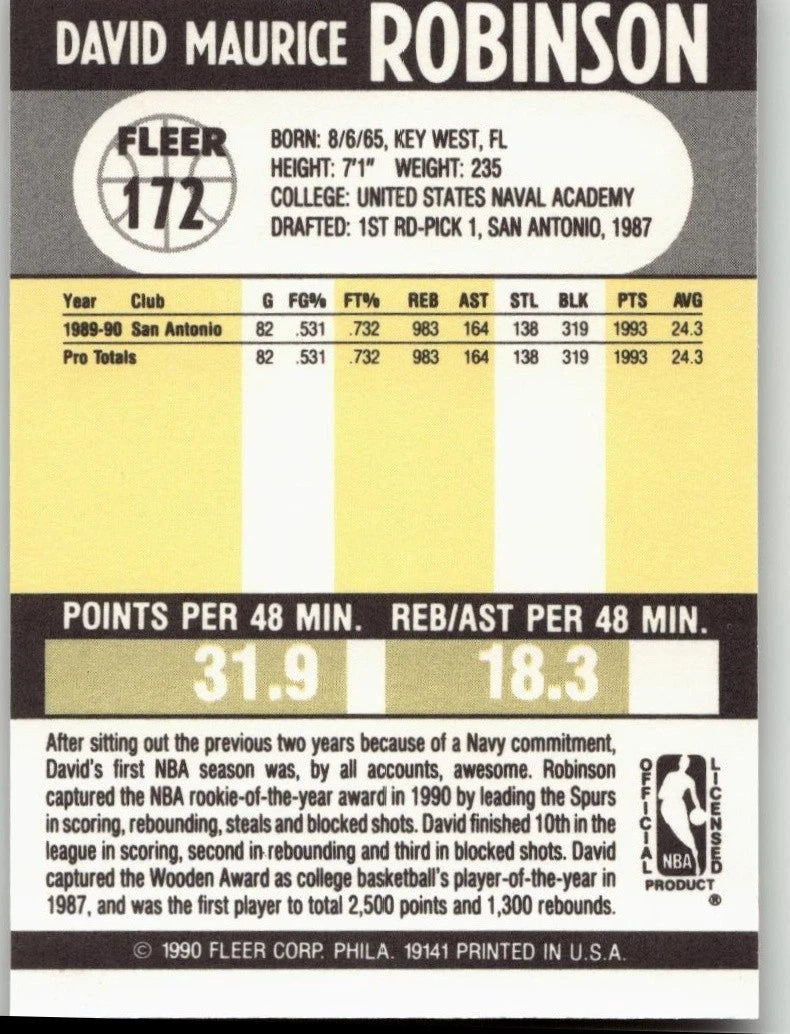 DAVID MAURICE ROBINSON
FLEER
172
BORN: 8/6/65, KEY WEST, FL
HEIGHT: 7'1" WEIGHT: 235
COLLEGE: UNITED STATES NAVAL ACADEMY
DRAFTED: 1ST RD-PICK 1, SAN ANTONIO, 1987
Year Club G FG% FT% REB AST STL BLK PTS AVG
1989-90 San Antonio 82 .531 .732 983 164 138 319 1993 24.3
Pro Totals 82 .531 .732 983 164 138 319 1993 24.3
POINTS PER 48 MIN. REB/AST PER 48 MIN.
31.9 18.3
After sitting out the previous two years because of a Navy commitment,
David's first NBA season was, by all accounts, awesome. Robinson
captured the NBA rookie-of-the-year award in 1990 by leading the Spurs
in scoring, rebounding, steals and blocked shots. David finished 10th in the
league in scoring, second in rebounding and third in blocked shots. David
captured the Wooden Award as college basketball's player-of-the-year in
1987, and was the first player to total 2,500 points and 1,300 rebounds.
OFFICIAL
LICENSED
NBA
PRODUCT
®
© 1990 FLEER CORP. PHILA. 19141 PRINTED IN U.S.A.